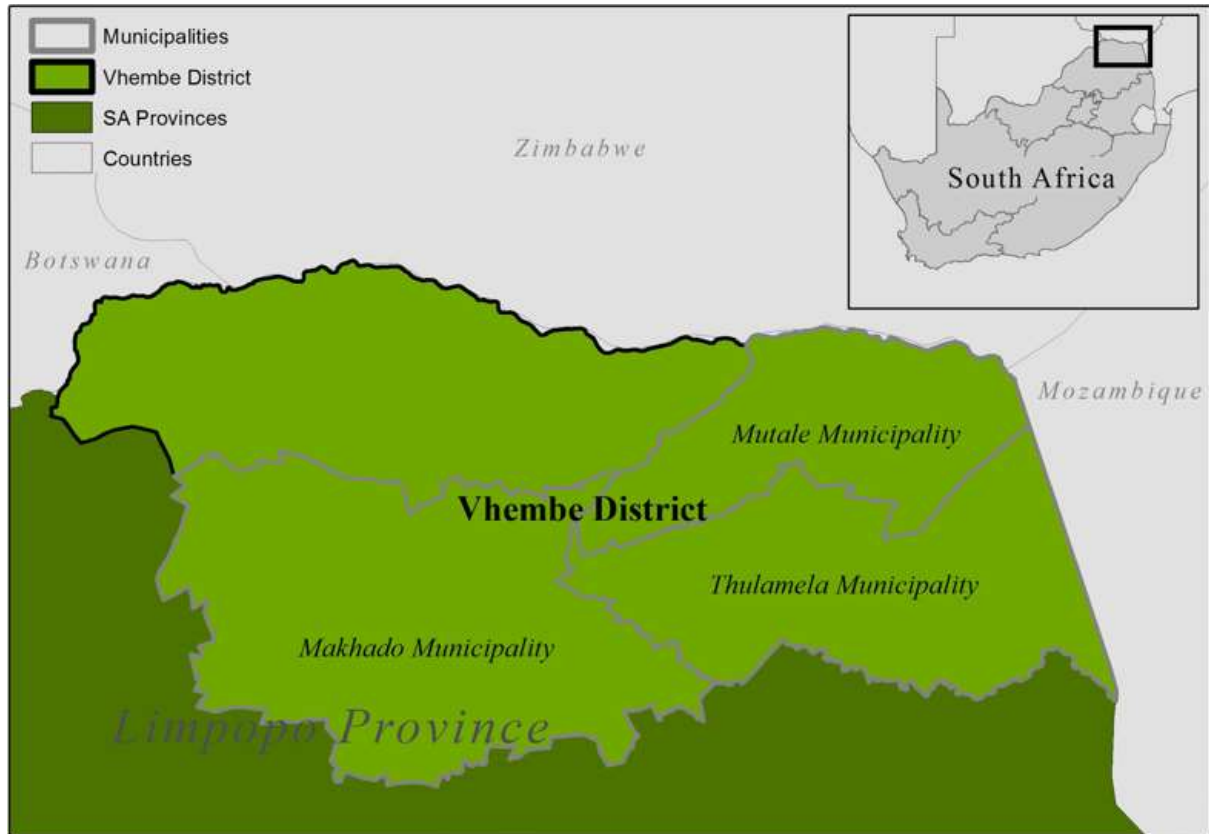 Municipalities
Vhembe District
SA Provinces
Countries
Zimbabwe
South Africa
Botswana
Mozambique
Mutale Municipality
Vhembe District
Thulamela Municipality
Makhado Municipality
Limpopo Province